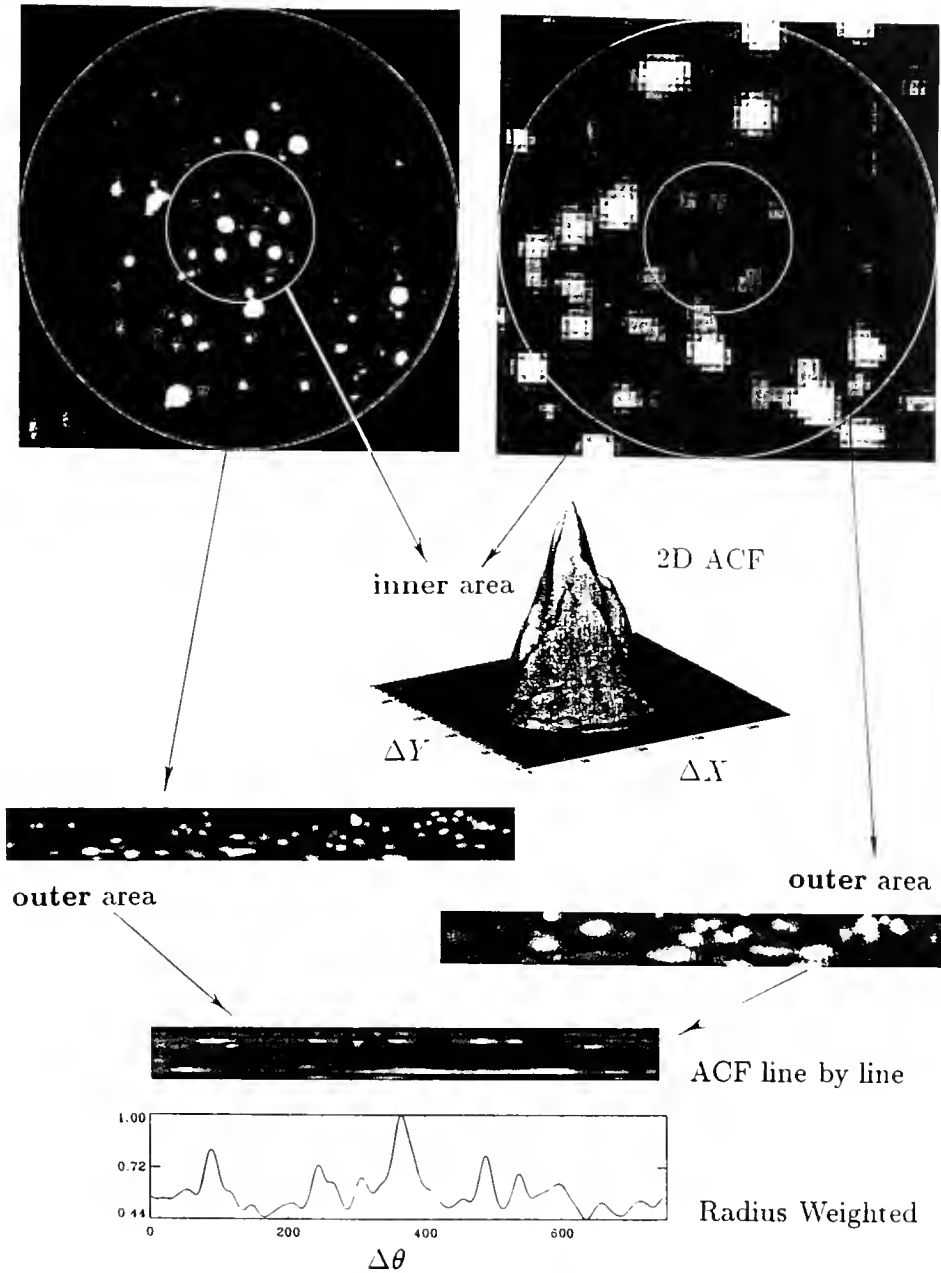 2D ACF
inner area
ΔY
ΔX
outer area
outer area
ACF line by line
1.00
0.72
0.44
0 200 400 600
Radius Weighted
Δθ